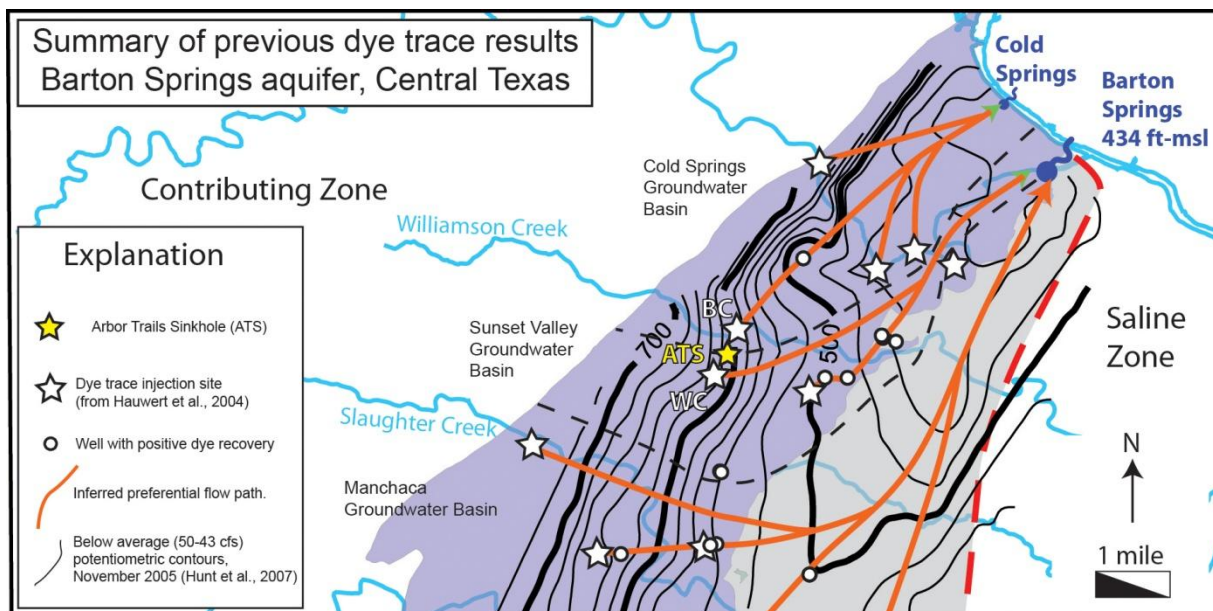 Summary of previous dye trace results
Barton Springs aquifer, Central Texas
Cold
Springs
Barton
Springs
434 ft-msl
Cold Springs
Groundwater
Basin
Contributing Zone
Williamson Creek
Explanation
Arbor Trails Sinkhole (ATS)
Dye trace injection site
(from Hauwert et al., 2004)
Well with positive dye recovery
Inferred preferential flow path.
Below average (50-43 cfs)
potentiometric contours,
November 2005 (Hunt et al., 2007)
Sunset Valley
Groundwater
Basin
700
BC
ATS
WC
500
Saline
Zone
Slaughter Creek
Manchaca
Groundwater Basin
N
1 mile